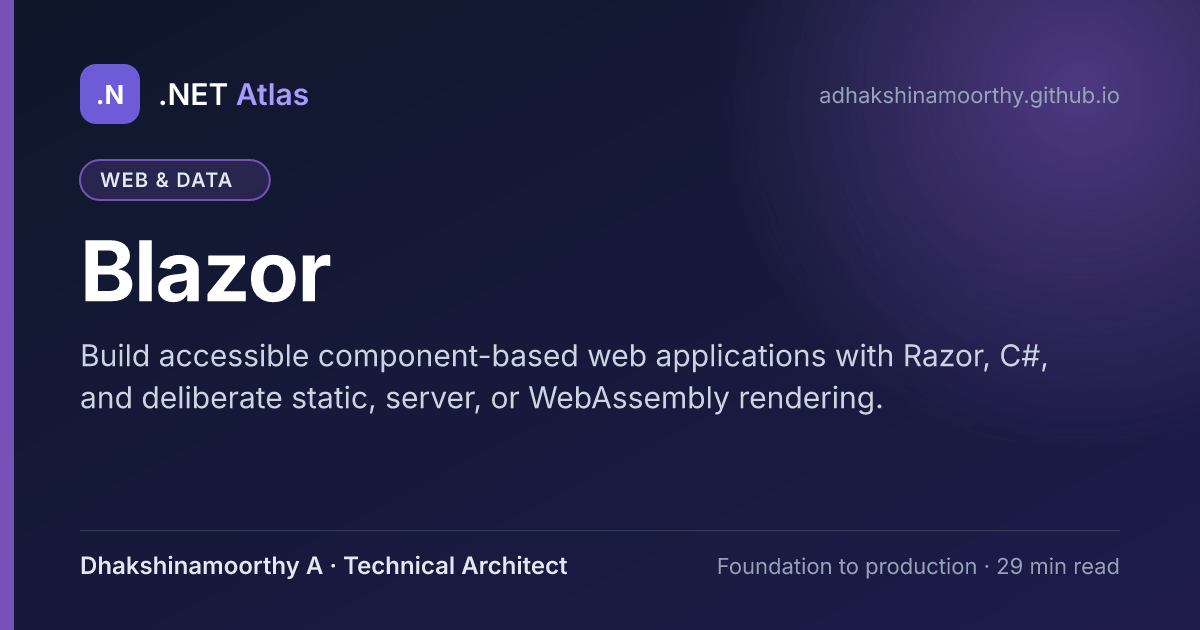 .N
.NET Atlas
adhakshinamoorthy.github.io
WEB & DATA
Blazor
Build accessible component-based web applications with Razor, C#,
and deliberate static, server, or WebAssembly rendering.
Dhakshinamoorthy A · Technical Architect
Foundation to production · 29 min read